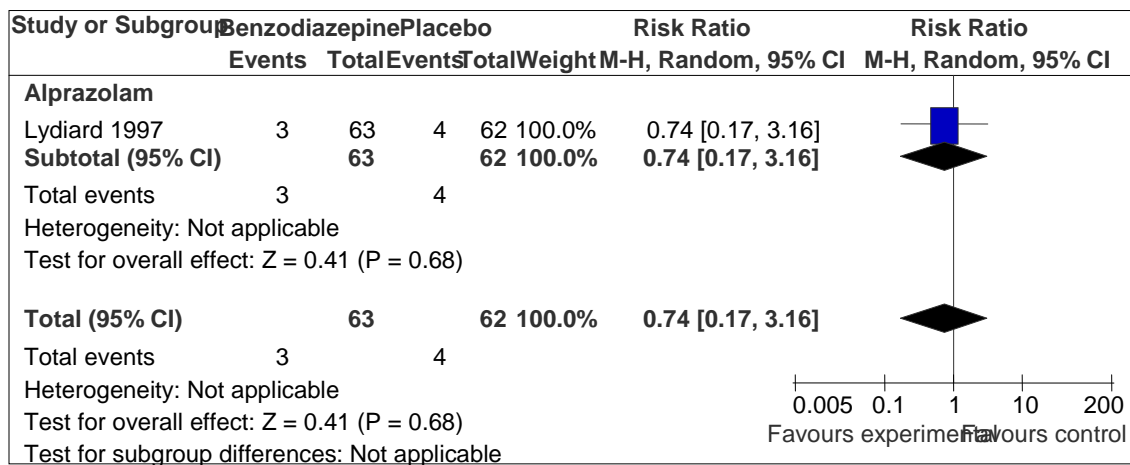 Study or Subgroup Benzodiazepine Placebo Risk Ratio Risk Ratio
Events Total Events Total Weight M-H, Random, 95% CI M-H, Random, 95% CI
Alprazolam
Lydiard 1997 3 63 4 62 100.0% 0.74 [0.17, 3.16]
Subtotal (95% CI) 63 62 100.0% 0.74 [0.17, 3.16]
Total events 3 4
Heterogeneity: Not applicable
Test for overall effect: Z = 0.41 (P = 0.68)
Total (95% CI) 63 62 100.0% 0.74 [0.17, 3.16]
Total events 3 4
Heterogeneity: Not applicable
0.005 0.1 1 10 200
Test for overall effect: Z = 0.41 (P = 0.68)
Favours experimental Favours control
Test for subgroup differences: Not applicable